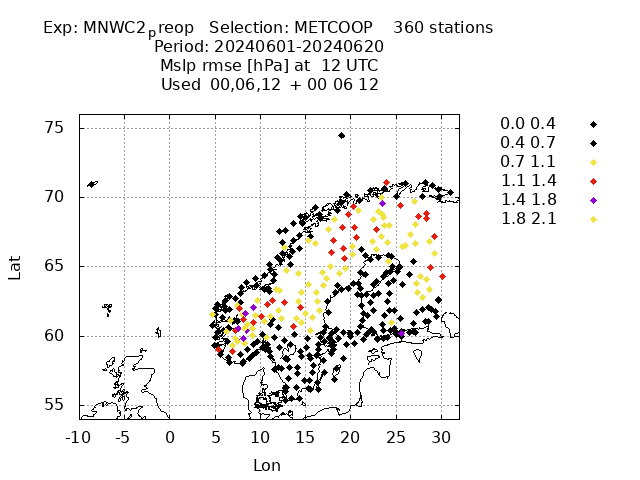 Exp: MNWC2preop Selection: METCOOP 360 stations
Period: 20240601-20240620
Mslp rmse [hPa] at 12 UTC
Used 00,06,12 + 00 06 12
0.0 0.4
0.4 0.7
0.7 1.1
1.1 1.4
1.4 1.8
1.8 2.1
75
70
65
60
55
Lat
-10 -5 0 5 10 15 20 25 30
Lon